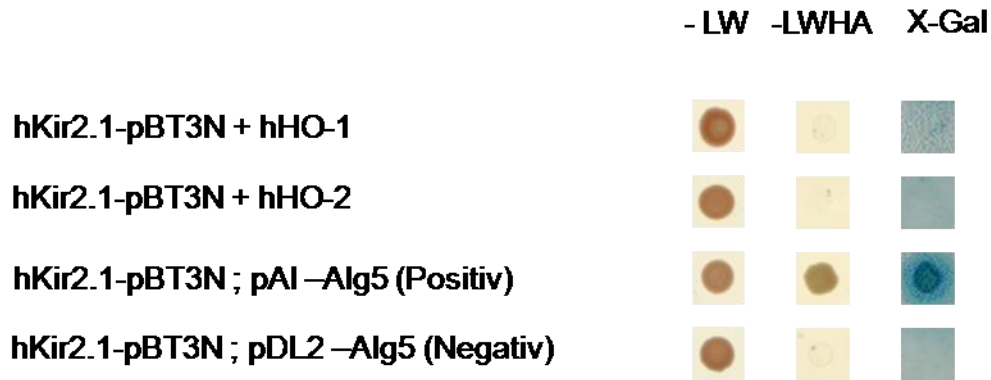 - LW -LWHA X-Gal
hKir2.1-pBT3N + hHO-1
hKir2.1-pBT3N + hHO-2
hKir2.1-pBT3N ; pAI –Alg5 (Positiv)
hKir2.1-pBT3N ; pDL2 –Alg5 (Negativ)